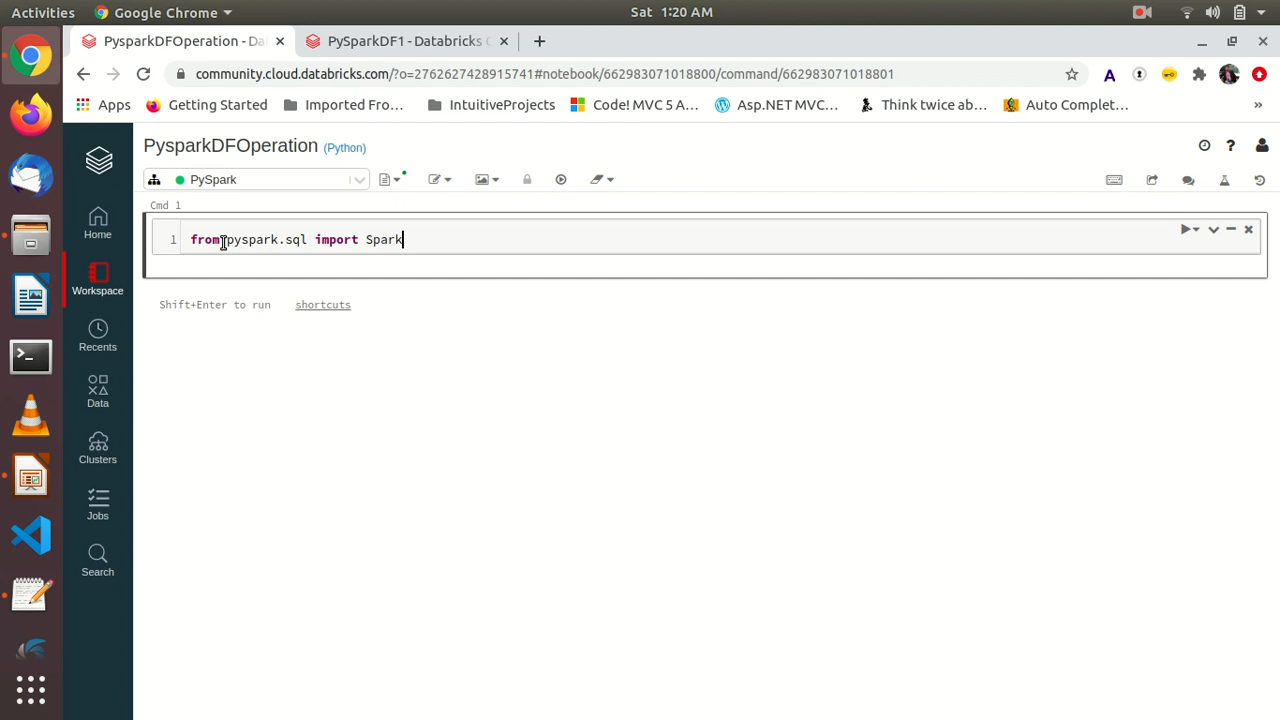 Activities
Google Chrome
Sat 1:20 AM
PysparkDFOperation - Da
PySparkDF1 - Databricks C
community.cloud.databricks.com/?o=2762627428915741#notebook/662983071018800/command/662983071018801
A
Apps
Getting Started
Imported Fro...
IntuitiveProjects
Code! MVC 5 A...
Asp.NET MVC...
Think twice ab...
Auto Complet...
»
PysparkDFOperation (Python)
PySpark
Cmd 1
1 from pyspark.sql import Spark
Shift+Enter to run shortcuts
Home
Workspace
Recents
Data
Clusters
Jobs
Search